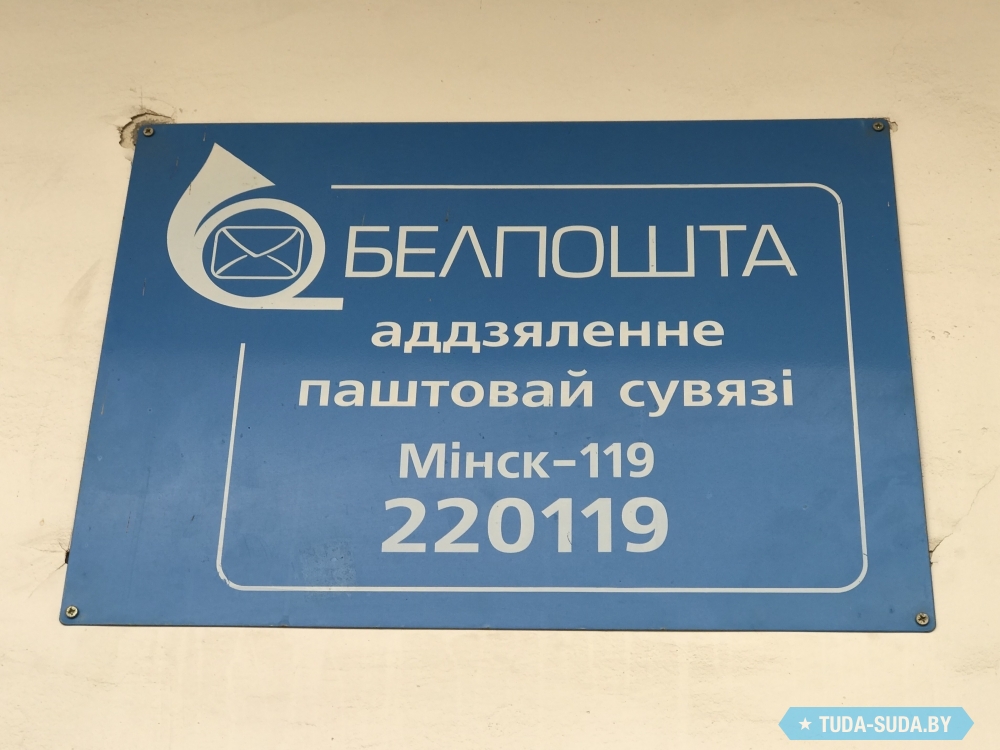 БЕЛПОШТА
аддзяленне
паштовай сувязі
Мінск-119
220119
★ TUDA-SUDA.BY